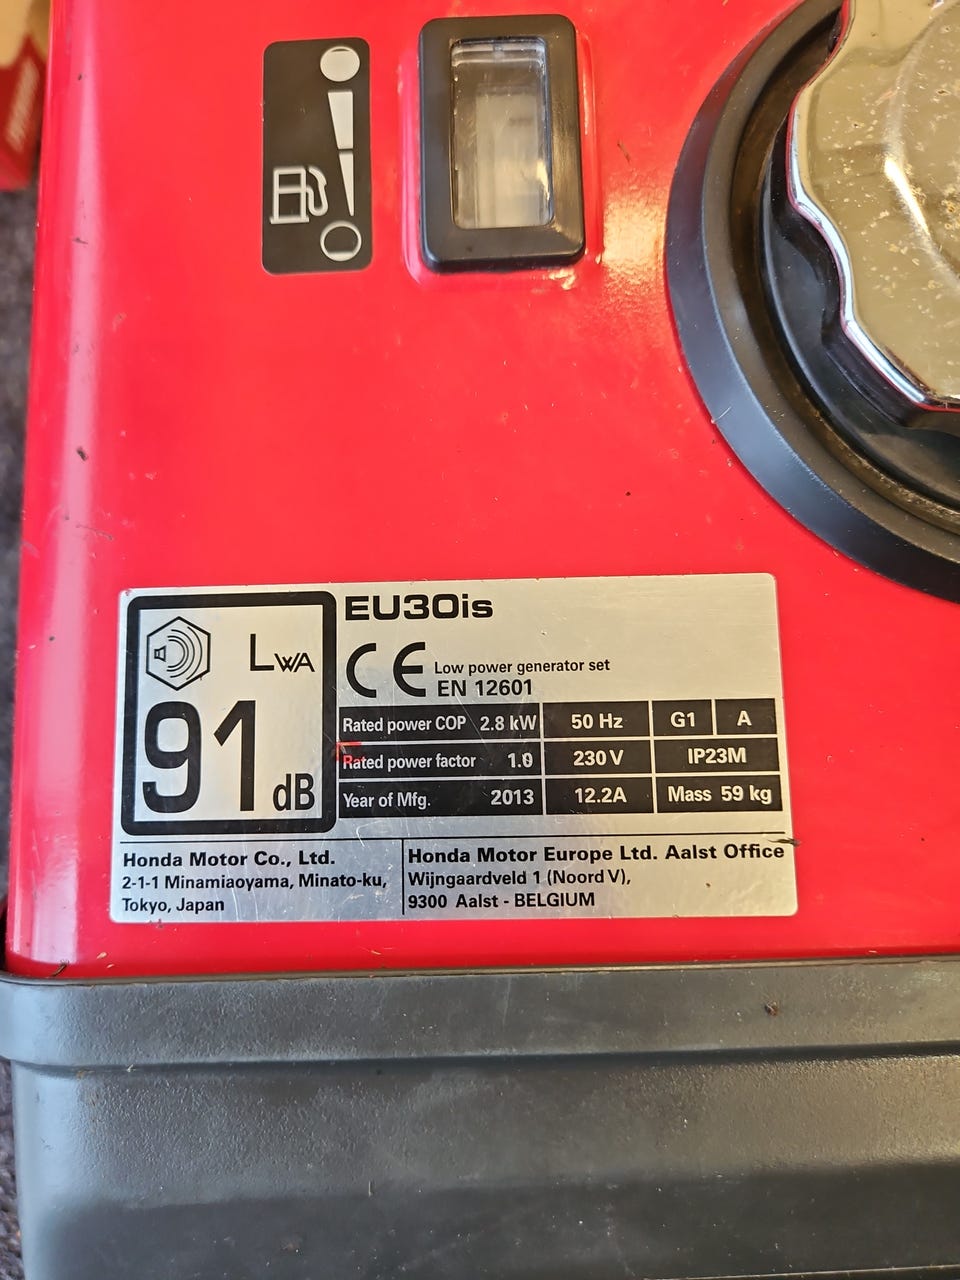 EU30is
LWA
91 dB
CE Low power generator set
EN 12601
Rated power COP 2.8 kW 50 Hz G1 A
Rated power factor 1.0 230 V IP23M
Year of Mfg. 2013 12.2A Mass 59 kg
Honda Motor Co., Ltd.
2-1-1 Minamiaoyama, Minato-ku,
Tokyo, Japan
Honda Motor Europe Ltd. Aalst Office
Wijngaardveld 1 (Noord V),
9300 Aalst - BELGIUM